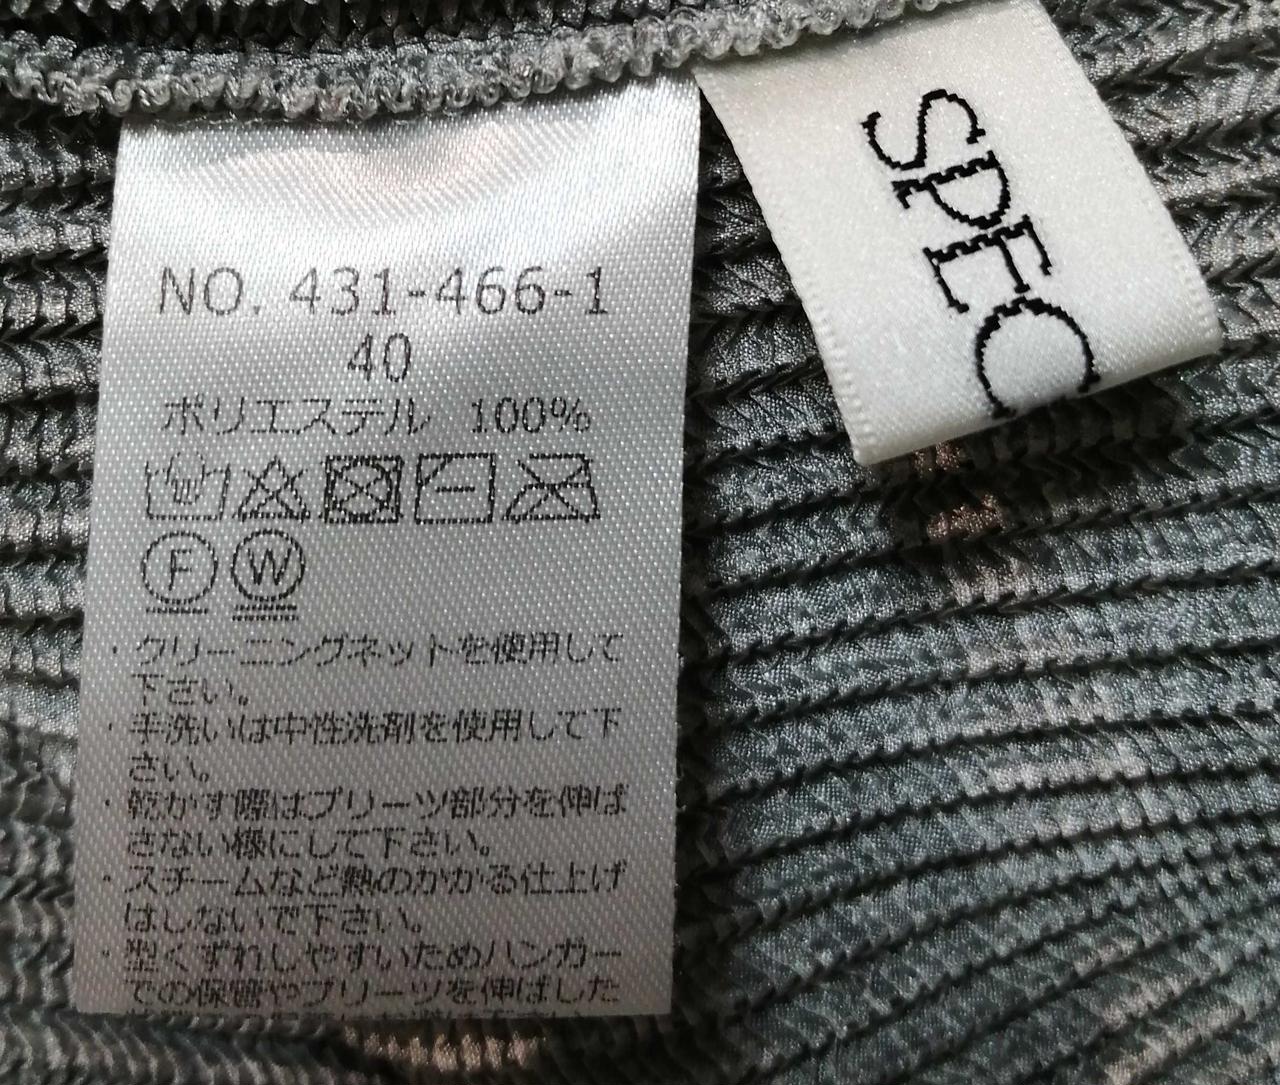 NO. 431-466-1
40
ポリエステル 100%
F W
・クリーニングネットを使用して
下さい。
・手洗いは中性洗剤を使用して下
さい。
・乾かす際はプリーツ部分を伸ば
さない様にして下さい。
・スチームなど熱のかかる仕上げ
はしないで下さい。
・型くずれしやすいためハンガー
での保管やプリーツを伸ばした
SPEC